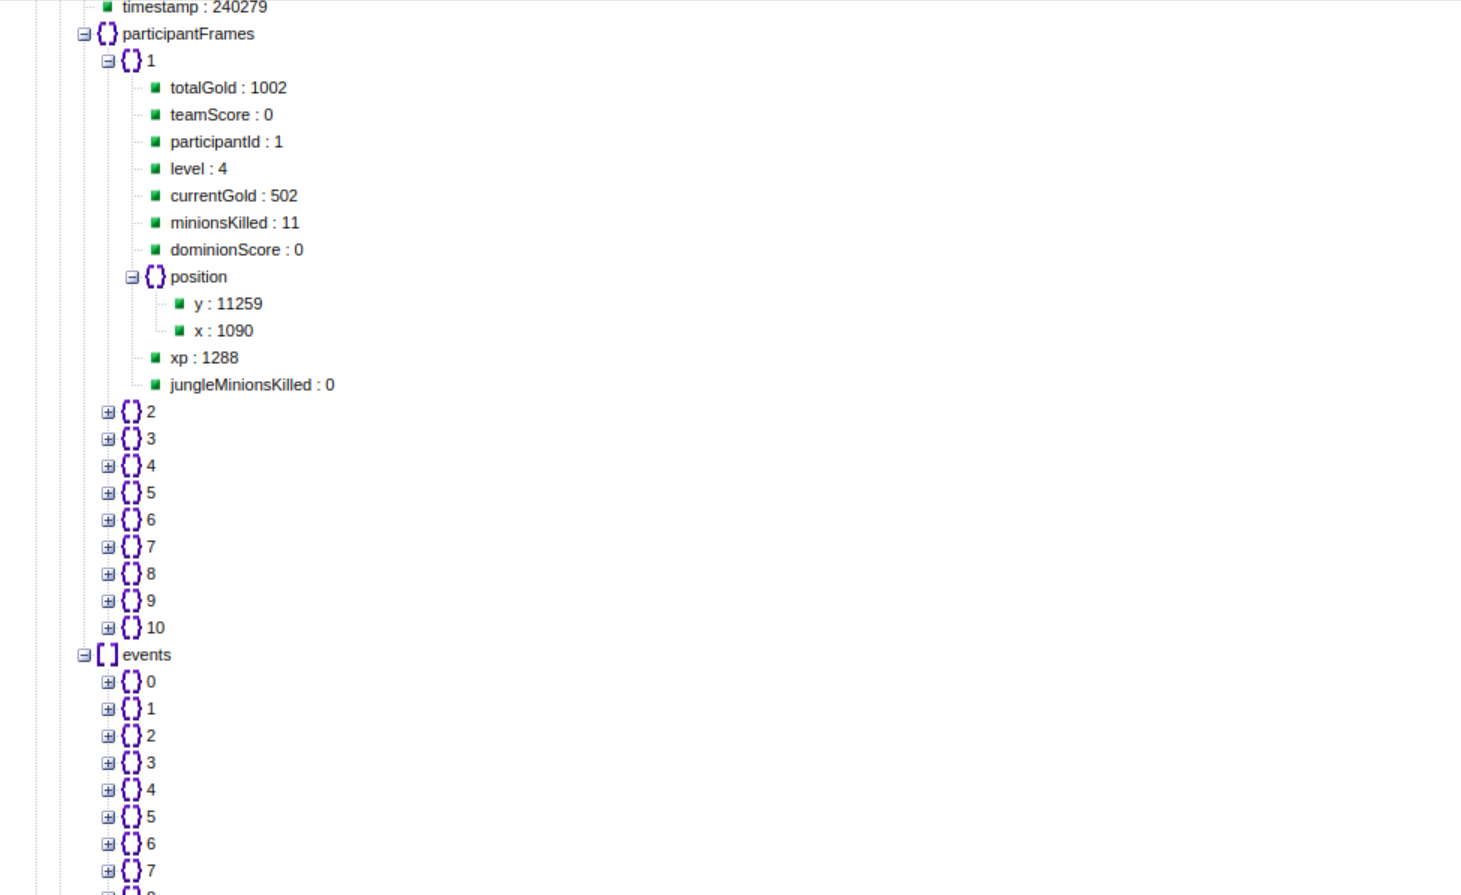 timestamp : 240279
participantFrames
1
totalGold : 1002
teamScore : 0
participantId : 1
level : 4
currentGold : 502
minionsKilled : 11
dominionScore : 0
position
y : 11259
x : 1090
xp : 1288
jungleMinionsKilled : 0
2
3
4
5
6
7
8
9
10
events
0
1
2
3
4
5
6
7